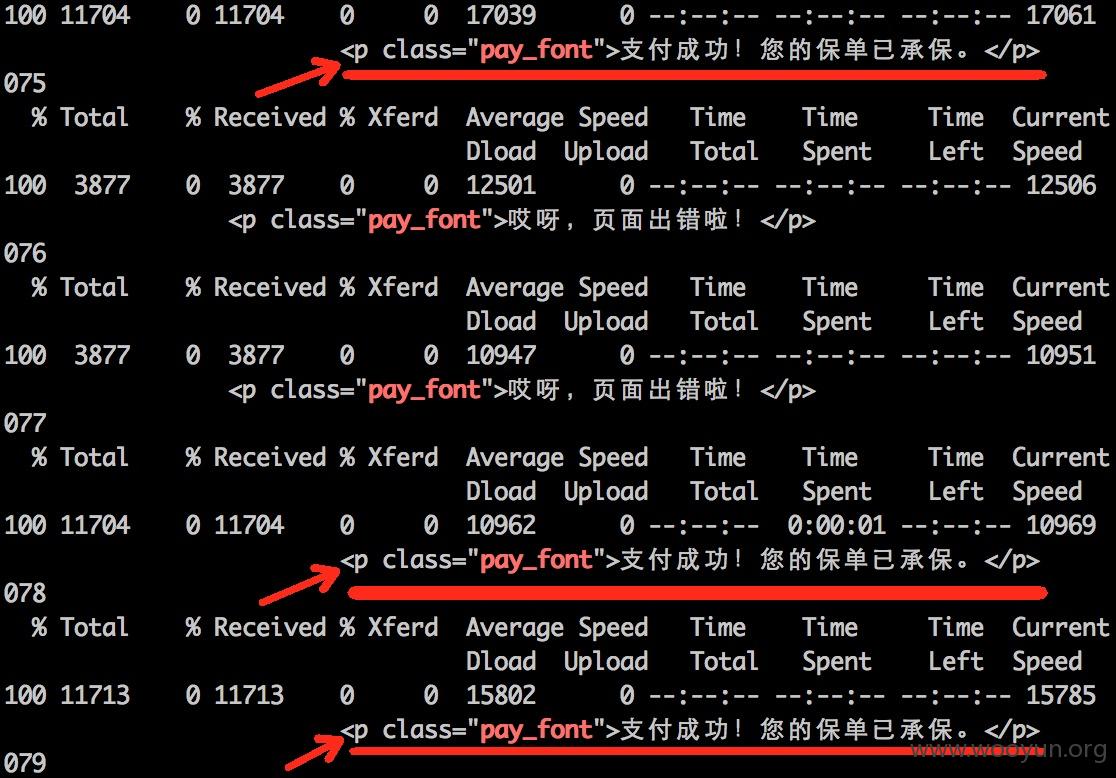 100 11704    0 11704    0     0  17039      0 --:--:-- --:--:-- --:--:-- 17061
<p class="pay_font">支付成功！您的保单已承保。</p>
075
% Total    % Received % Xferd  Average Speed   Time    Time     Time  Current
Dload  Upload   Total   Spent    Left  Speed
100  3877    0  3877    0     0  12501      0 --:--:-- --:--:-- --:--:-- 12506
<p class="pay_font">哎呀，页面出错啦！</p>
076
% Total    % Received % Xferd  Average Speed   Time    Time     Time  Current
Dload  Upload   Total   Spent    Left  Speed
100  3877    0  3877    0     0  10947      0 --:--:-- --:--:-- --:--:-- 10951
<p class="pay_font">哎呀，页面出错啦！</p>
077
% Total    % Received % Xferd  Average Speed   Time    Time     Time  Current
Dload  Upload   Total   Spent    Left  Speed
100 11704    0 11704    0     0  10962      0 --:--:--  0:00:01 --:--:-- 10969
<p class="pay_font">支付成功！您的保单已承保。</p>
078
% Total    % Received % Xferd  Average Speed   Time    Time     Time  Current
Dload  Upload   Total   Spent    Left  Speed
100 11713    0 11713    0     0  15802      0 --:--:-- --:--:-- --:--:-- 15785
<p class="pay_font">支付成功！您的保单已承保。</p>
www.wooyun.org
079